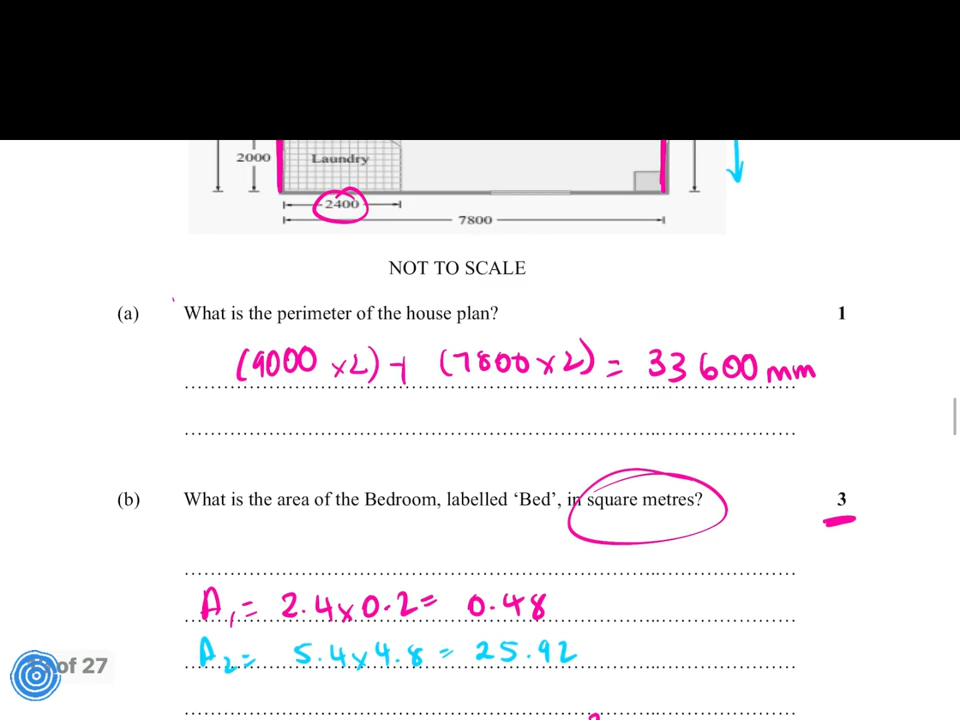 2000
Laundry
2400
7800
NOT TO SCALE
(a) What is the perimeter of the house plan? 1
(9000 x2) + (7800 x 2) = 33 600 mm
(b) What is the area of the Bedroom, labelled ‘Bed’, in square metres? 3
A1 = 2.4 x 0.2 = 0.48
A2 = 5.4 x 4.8 = 25.92
of 27